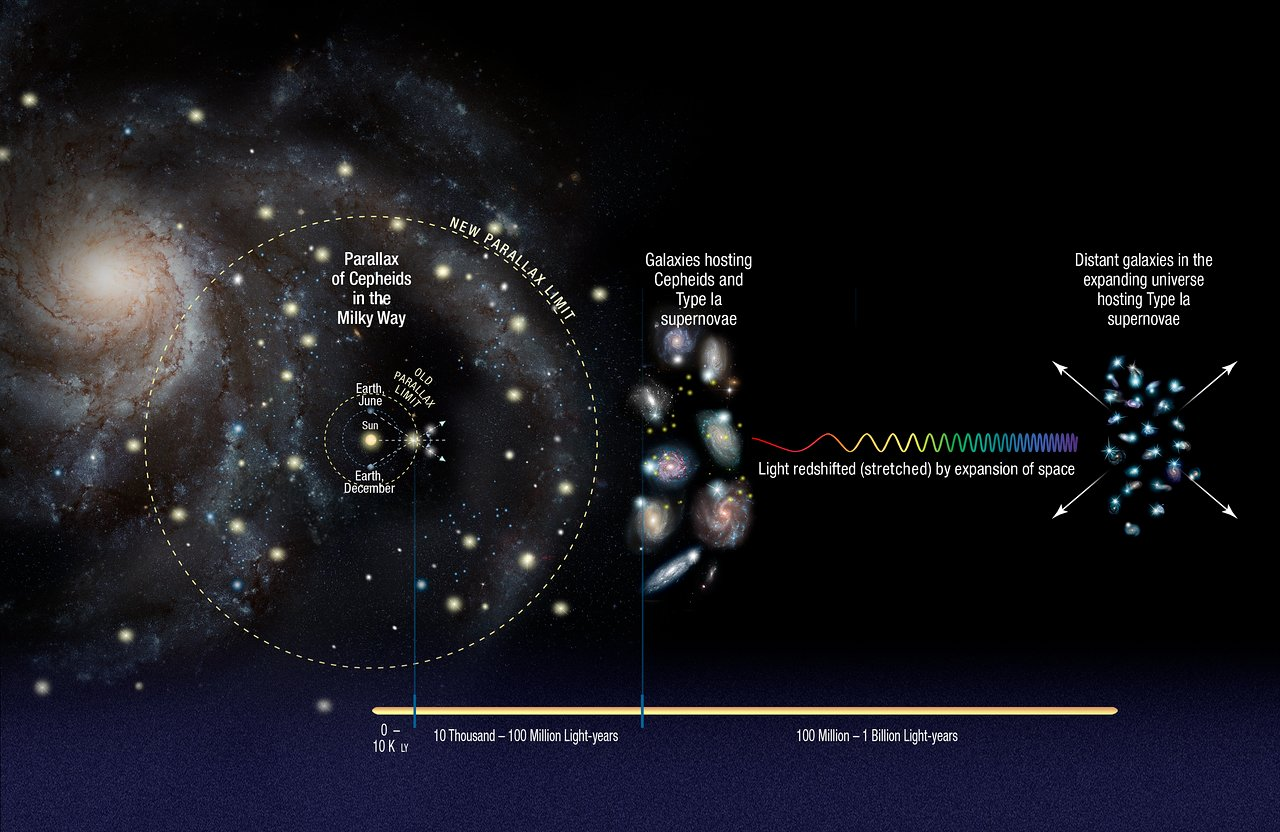 NEW PARALLAX LIMIT
Parallax
of Cepheids
in the
Milky Way
OLD
PARALLAX
LIMIT
Earth,
June
Sun
Earth,
December
Galaxies hosting
Cepheids and
Type Ia
supernovae
Light redshifted (stretched) by expansion of space
Distant galaxies in the
expanding universe
hosting Type Ia
supernovae
0 –
10 K LY
10 Thousand – 100 Million Light-years
100 Million – 1 Billion Light-years